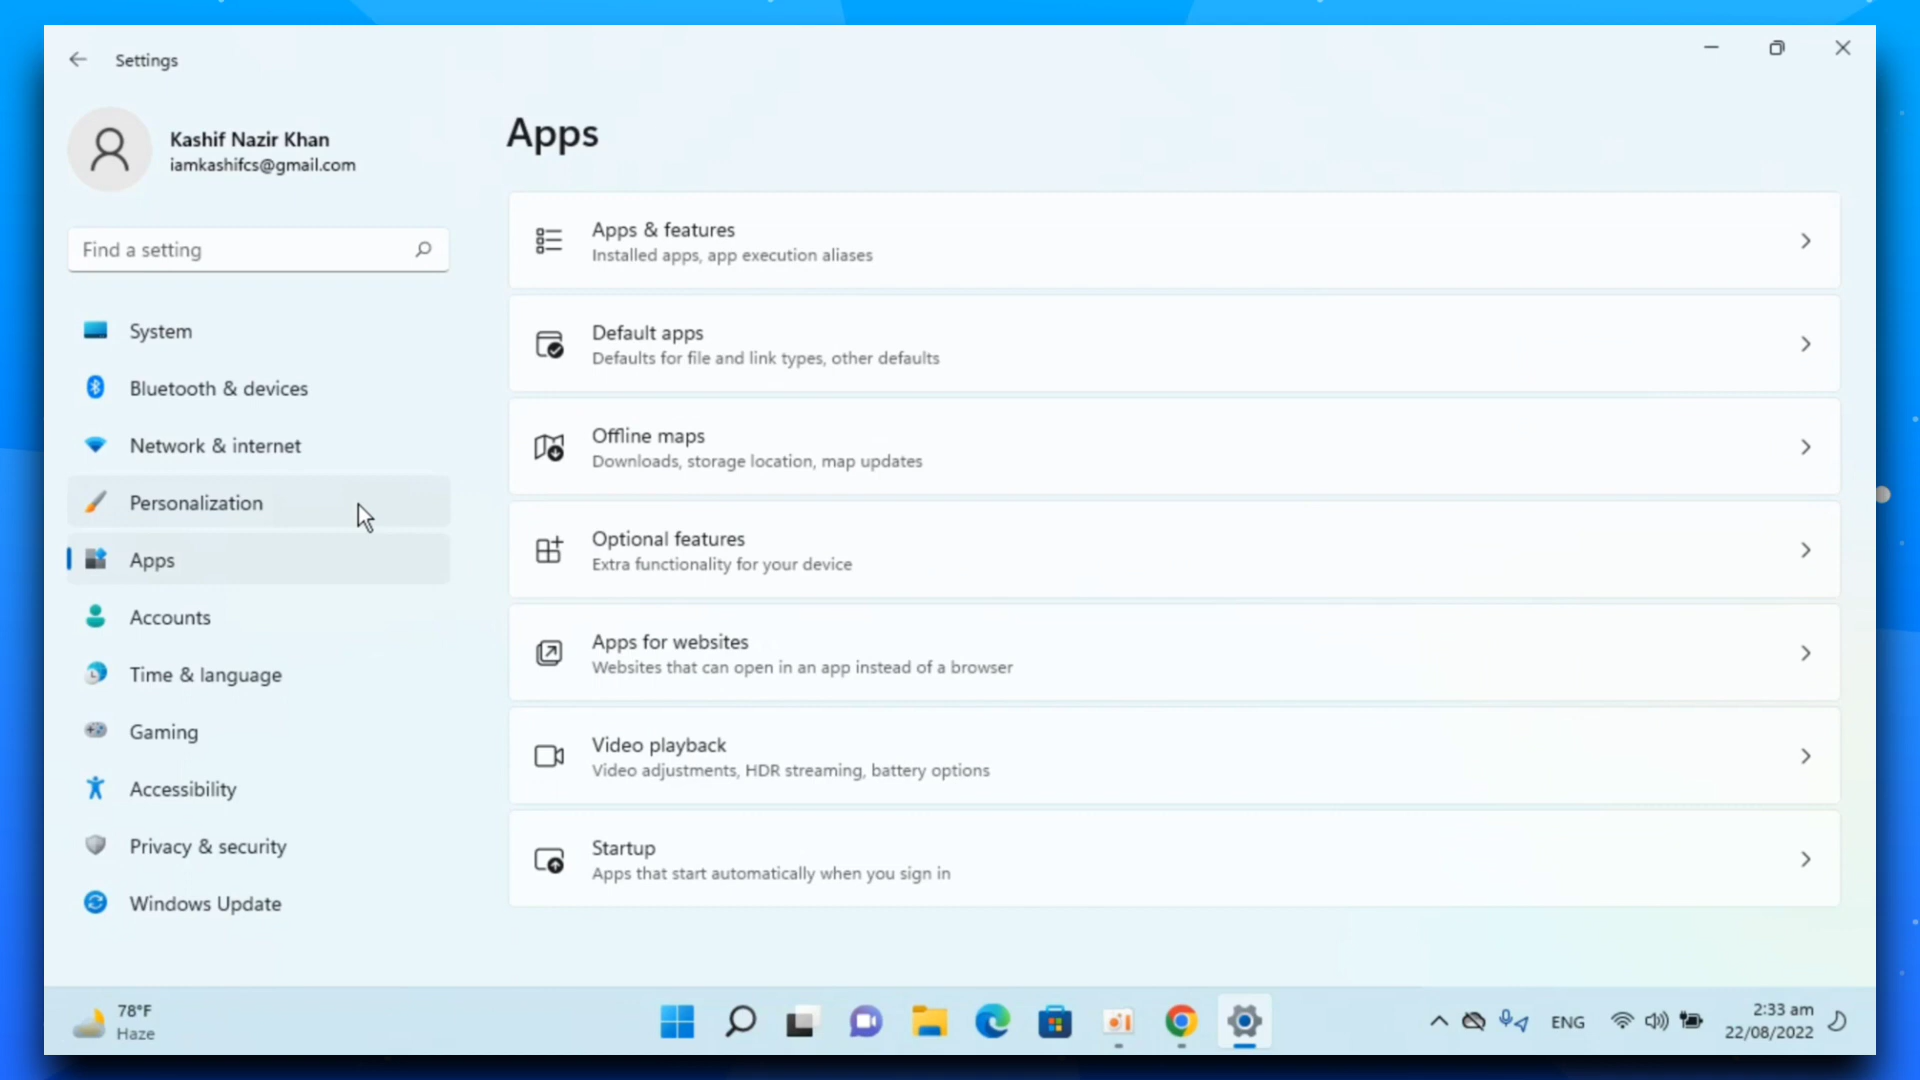 Settings
Kashif Nazir Khan
iamkashifcs@gmail.com
Find a setting
System
Bluetooth & devices
Network & internet
Personalization
Apps
Accounts
Time & language
Gaming
Accessibility
Privacy & security
Windows Update
Apps
Apps & features
Installed apps, app execution aliases
Default apps
Defaults for file and link types, other defaults
Offline maps
Downloads, storage location, map updates
Optional features
Extra functionality for your device
Apps for websites
Websites that can open in an app instead of a browser
Video playback
Video adjustments, HDR streaming, battery options
Startup
Apps that start automatically when you sign in
78°F
Haze
ENG
2:33 am
22/08/2022